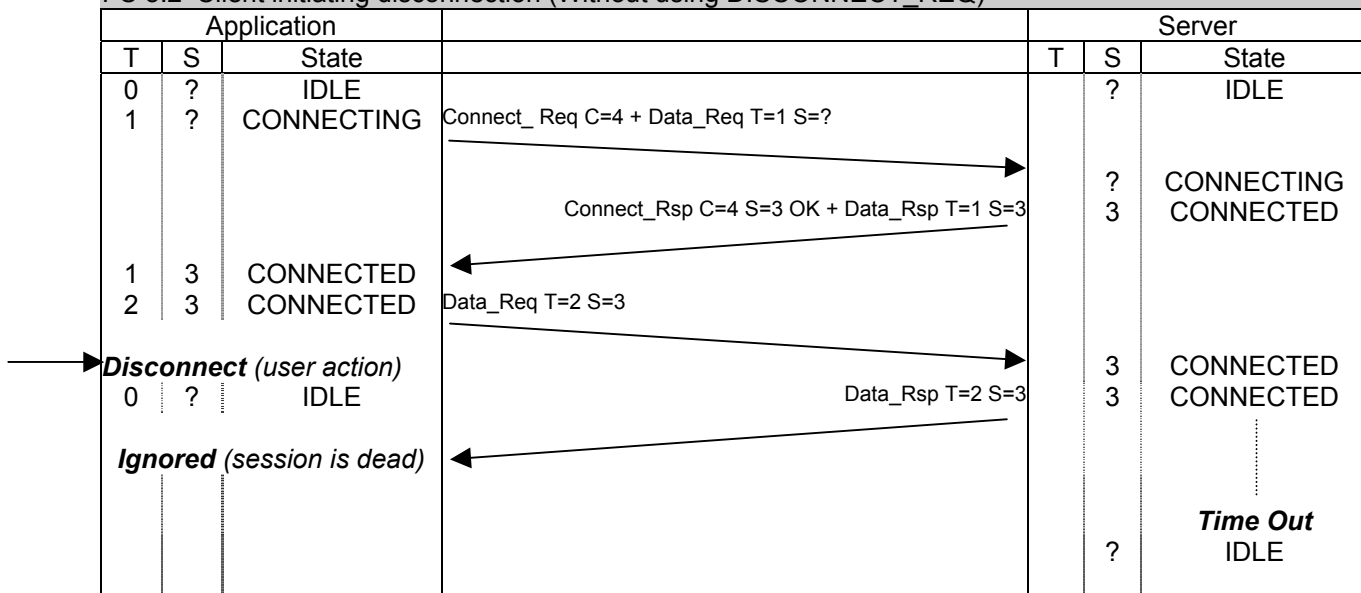 Application Server
T S State T S State
0 ? IDLE ? IDLE
1 ? CONNECTING Connect_ Req C=4 + Data_Req T=1 S=?
? CONNECTING
Connect_Rsp C=4 S=3 OK + Data_Rsp T=1 S=3 3 CONNECTED
1 3 CONNECTED
2 3 CONNECTED Data_Req T=2 S=3
Disconnect (user action) 3 CONNECTED
0 ? IDLE Data_Rsp T=2 S=3 3 CONNECTED
Ignored (session is dead)
Time Out
? IDLE